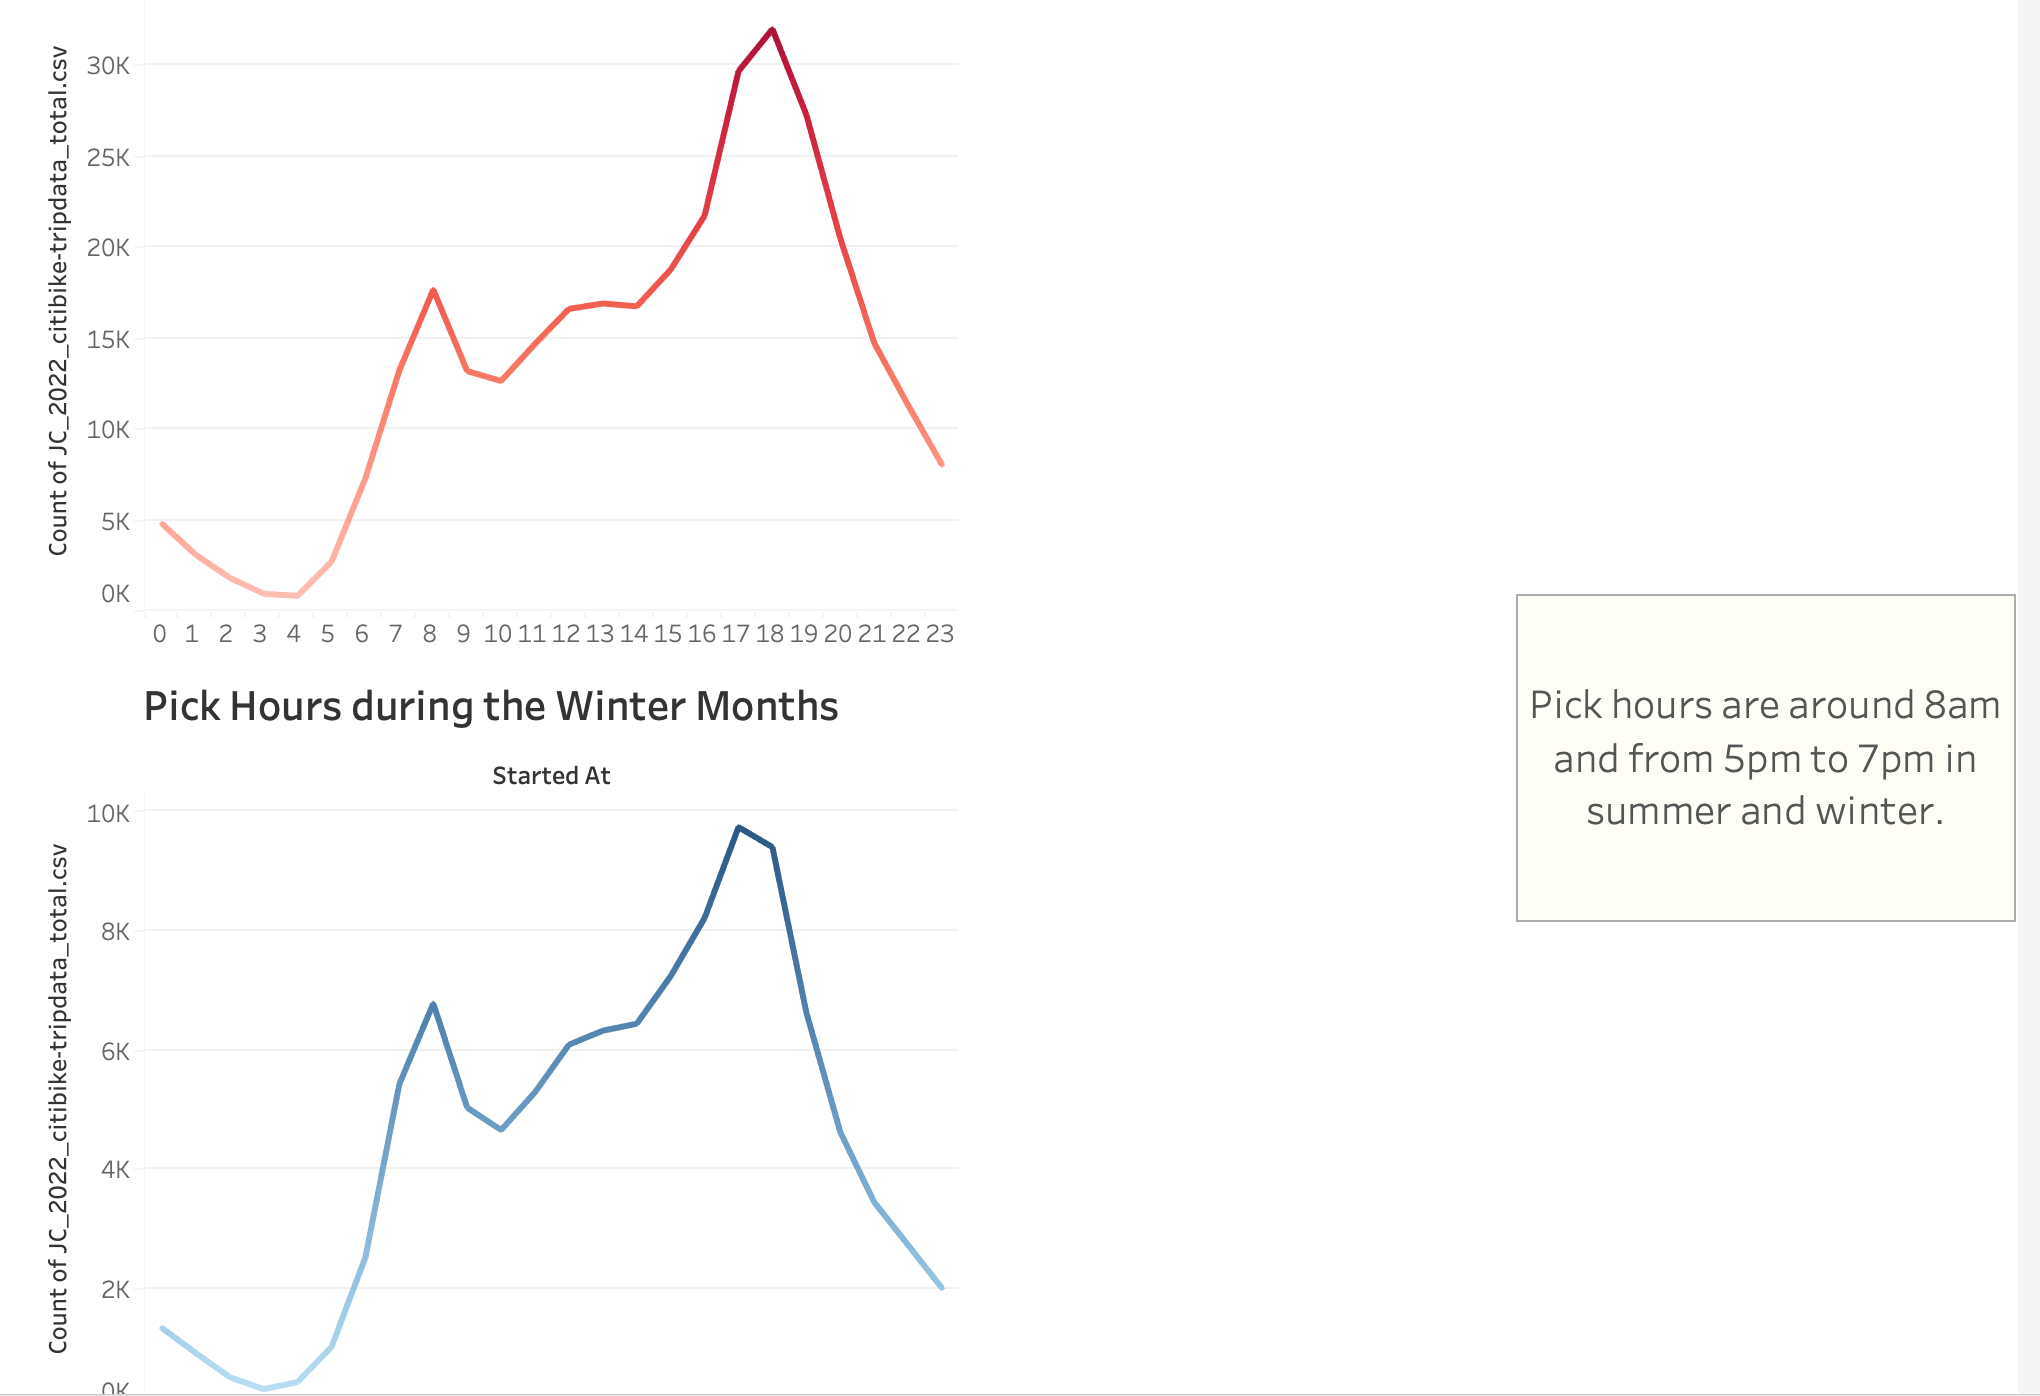 Count of JC_2022_citibike-tripdata_total.csv
30K
25K
20K
15K
10K
5K
0K
0 1 2 3 4 5 6 7 8 9 10 11 12 13 14 15 16 17 18 19 20 21 22 23
Pick Hours during the Winter Months
Started At
Count of JC_2022_citibike-tripdata_total.csv
10K
8K
6K
4K
2K
0K
Pick hours are around 8am
and from 5pm to 7pm in
summer and winter.